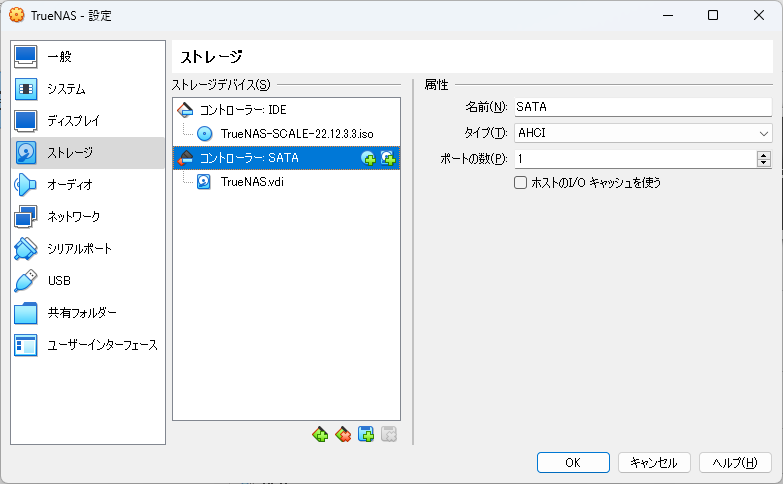 TrueNAS - 設定
一般
システム
ディスプレイ
ストレージ
オーディオ
ネットワーク
シリアルポート
USB
共有フォルダー
ユーザーインターフェース
ストレージ
ストレージデバイス(S)
コントローラー: IDE
TrueNAS-SCALE-22.12.3.3.iso
コントローラー: SATA
TrueNAS.vdi
属性
名前(N): SATA
タイプ(T): AHCI
ポートの数(P): 1
ホストのI/O キャッシュを使う
OK キャンセル ヘルプ(H)